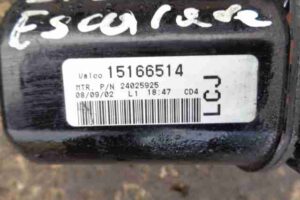 Escalade
Valeo 15166514
MTR. P/N 24025925
08/09/02 L1 18:47 CD4
LCJ